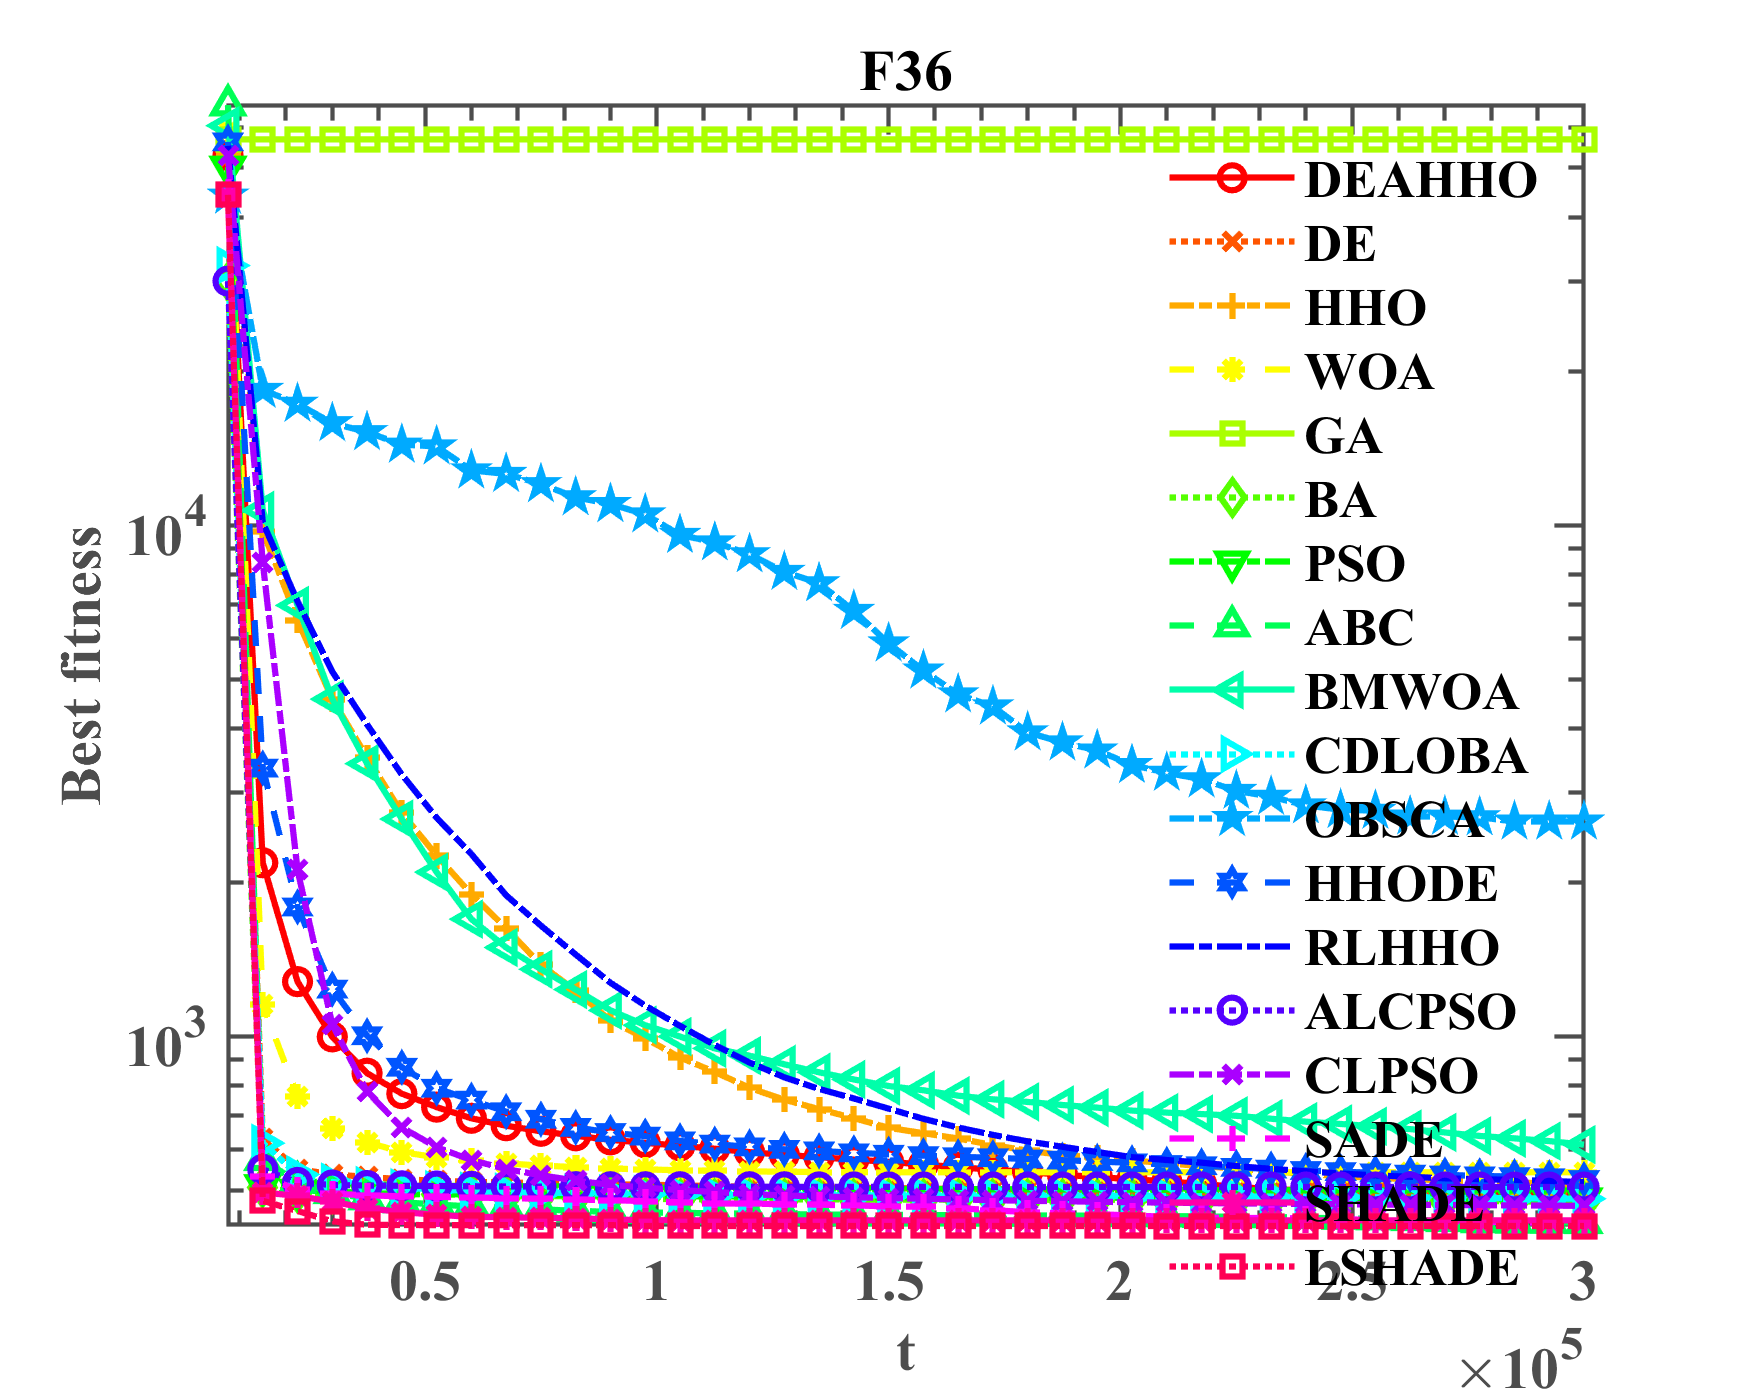 F36
Best fitness
10^4
10^3
DEAHHO
DE
HHO
WOA
GA
BA
PSO
ABC
BMWOA
CDLOBA
OBSCA
HHODE
RLHHO
ALCPSO
CLPSO
SADE
SHADE
LSHADE
0.5 1 1.5 2 2.5 3
t
×10^5